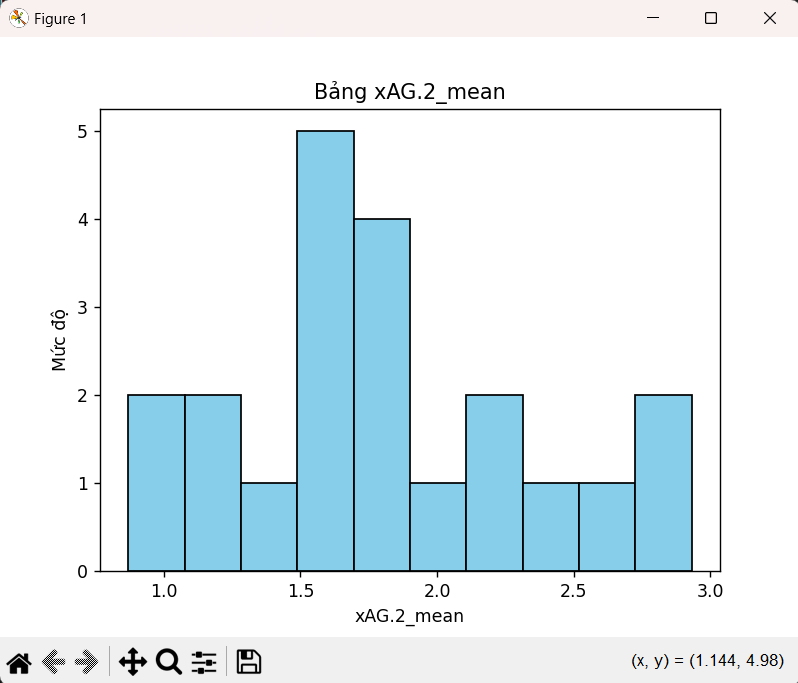 Figure 1
Bảng xAG.2_mean
5
4
3
2
1
0
Mức độ
1.0 1.5 2.0 2.5 3.0
xAG.2_mean
(x, y) = (1.144, 4.98)